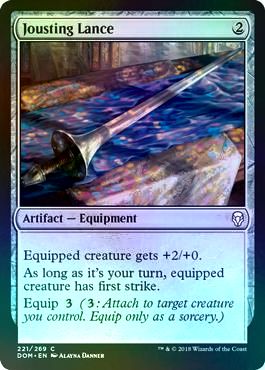 Jousting Lance 2
Artifact — Equipment
Equipped creature gets +2/+0.
As long as it's your turn, equipped
creature has first strike.
Equip 3 (3: Attach to target creature
you control. Equip only as a sorcery.)
221/269 C
DOM • EN Alayna Danner ™ & © 2018 Wizards of the Coast